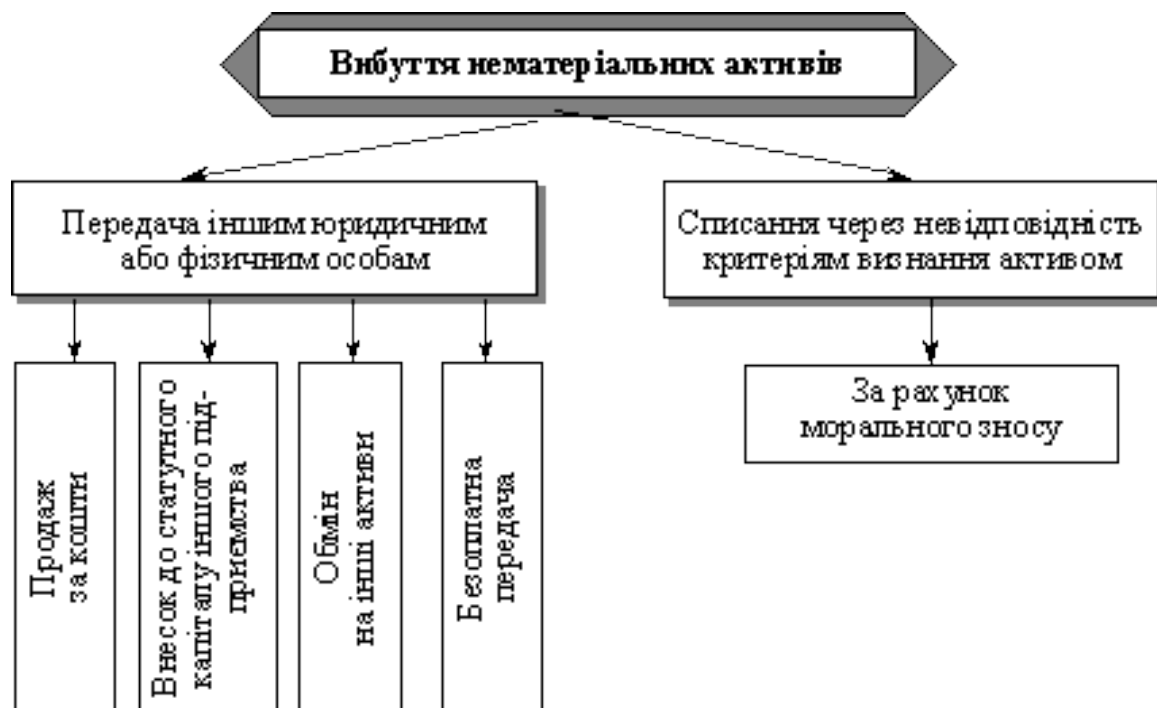 Вибуття нематеріальних активів
Передача іншим юридичним
або фізичним особам
Списання через невідповідність
критеріям визнання активом
Продаж
за кошти
Внесок до статутного
капіталу іншого під-
приємства
Обмін
на інші активи
Безоплатна
передача
За рахунок
морального зносу